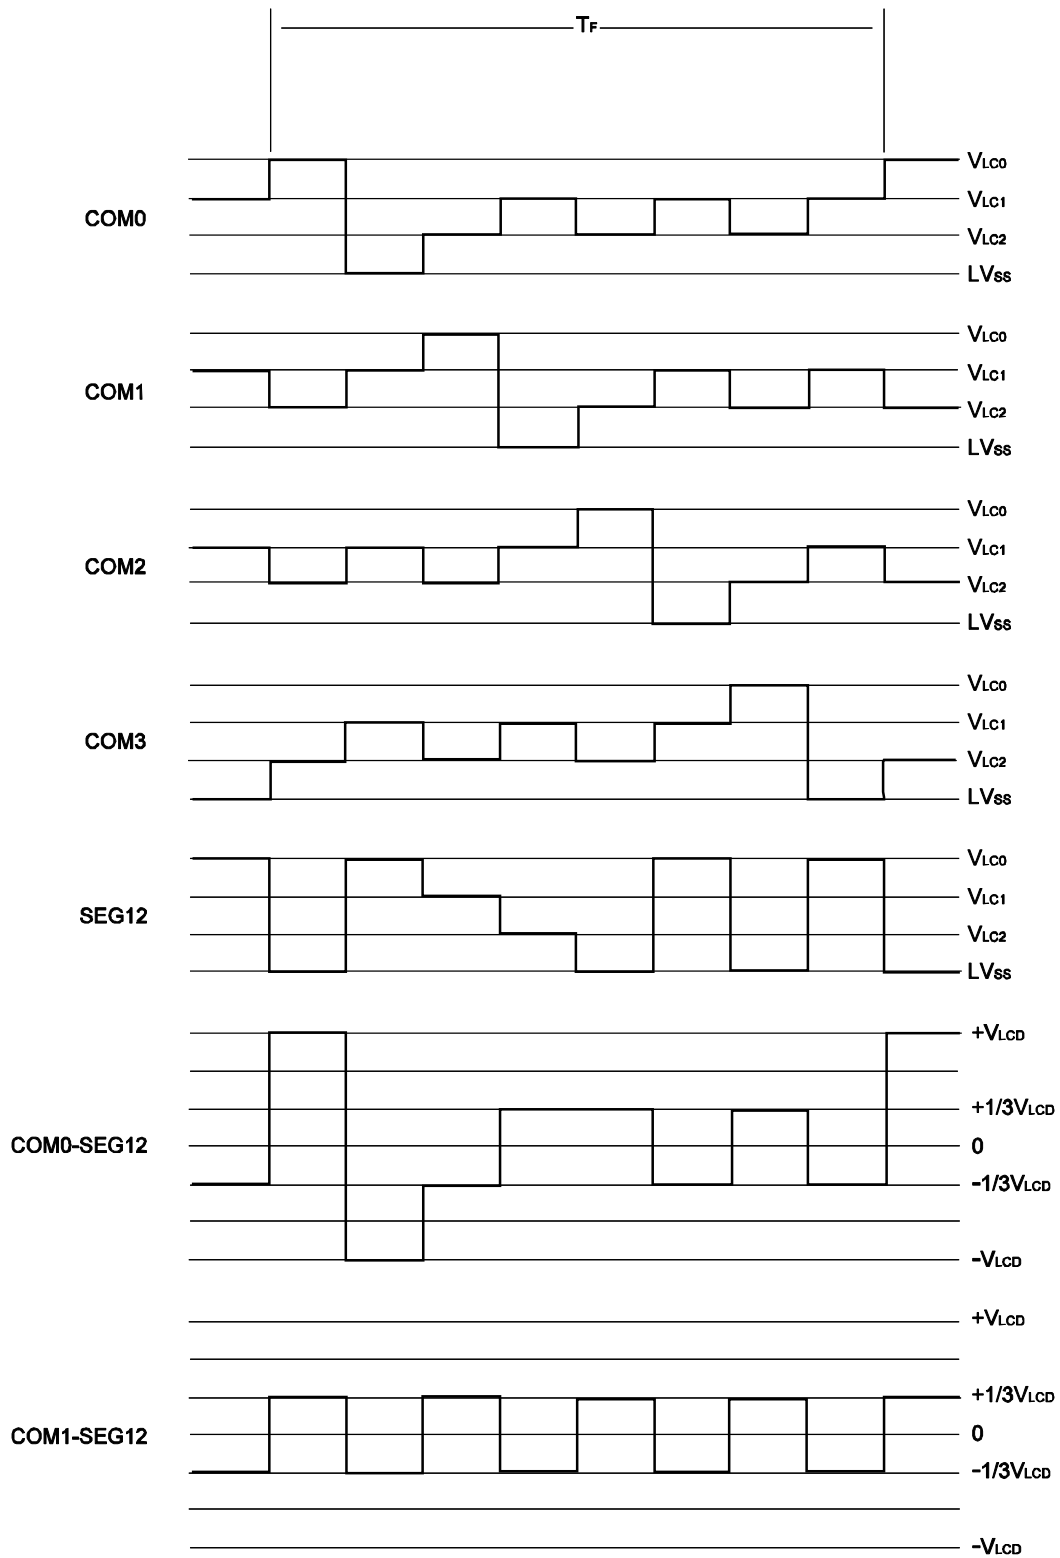 TF
COM0
VLC0
VLC1
VLC2
LVSS
COM1
VLC0
VLC1
VLC2
LVSS
COM2
VLC0
VLC1
VLC2
LVSS
COM3
VLC0
VLC1
VLC2
LVSS
SEG12
VLC0
VLC1
VLC2
LVSS
COM0-SEG12
+VLCD
+1/3VLCD
0
-1/3VLCD
-VLCD
COM1-SEG12
+VLCD
+1/3VLCD
0
-1/3VLCD
-VLCD